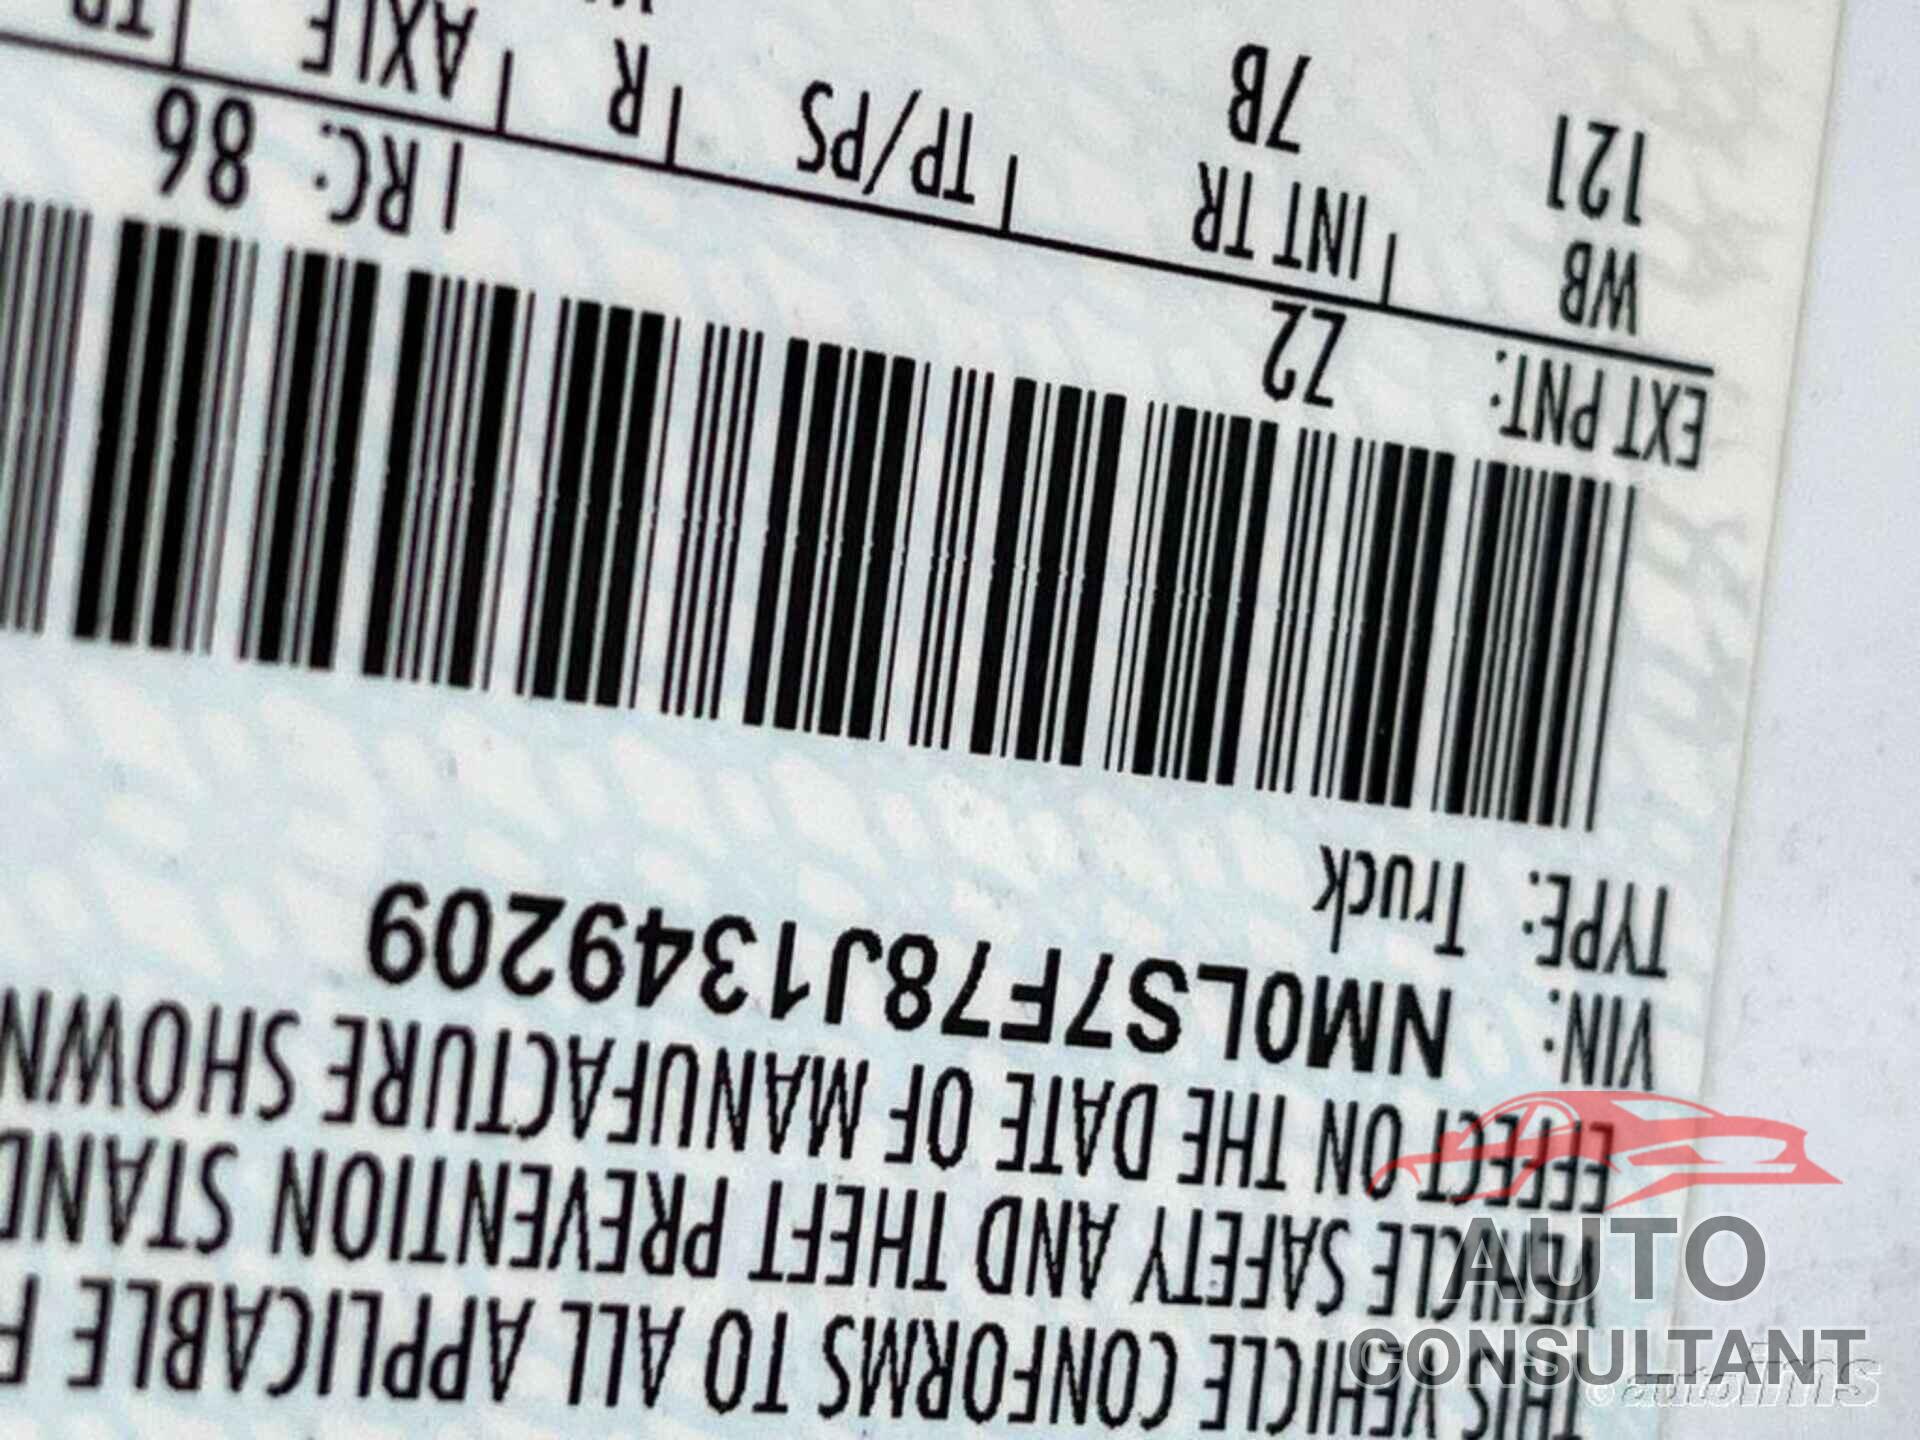 THIS VEHICLE CONFORMS TO ALL APPLICABLE F
VEHICLE SAFETY AND THEFT PREVENTION STAND
EFFECT ON THE DATE OF MANUFACTURE SHOWN
VIN: NM0LS7F78J1349209
TYPE: Truck
EXT PNT: Z2 RC: 86
WB INT TR TP/PS R AXLE TR
121 7B
AUTO
CONSULTANT
© autoims